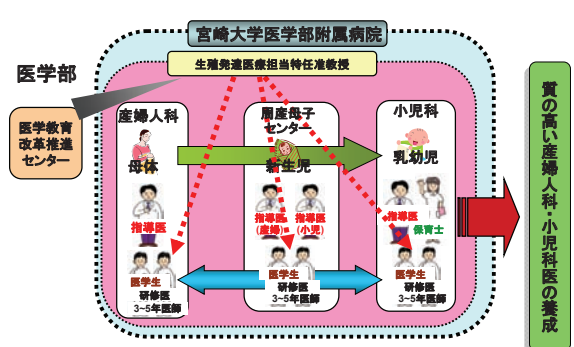 宮崎大学医学部附属病院
生殖発達医療担当特任准教授
医学部
医学教育
改革推進
センター
産婦人科
母体
指導医
医学生
研修医
3~5年医師
周産母子
センター
新生児
指導医
(産婦)
指導医
(小児)
医学生
研修医
3~5年医師
小児科
乳幼児
指導医
保育士
医学生
研修医
3~5年医師
質の高い産婦人科・小児科医の養成